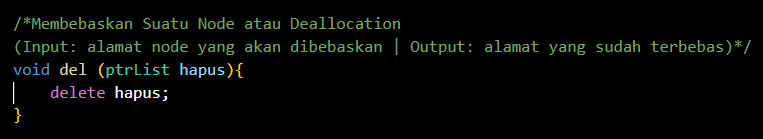 /*Membebaskan Suatu Node atau Deallocation
(Input: alamat node yang akan dibebaskan | Output: alamat yang sudah terbebas)*/
void del (ptrList hapus){
    delete hapus;
}